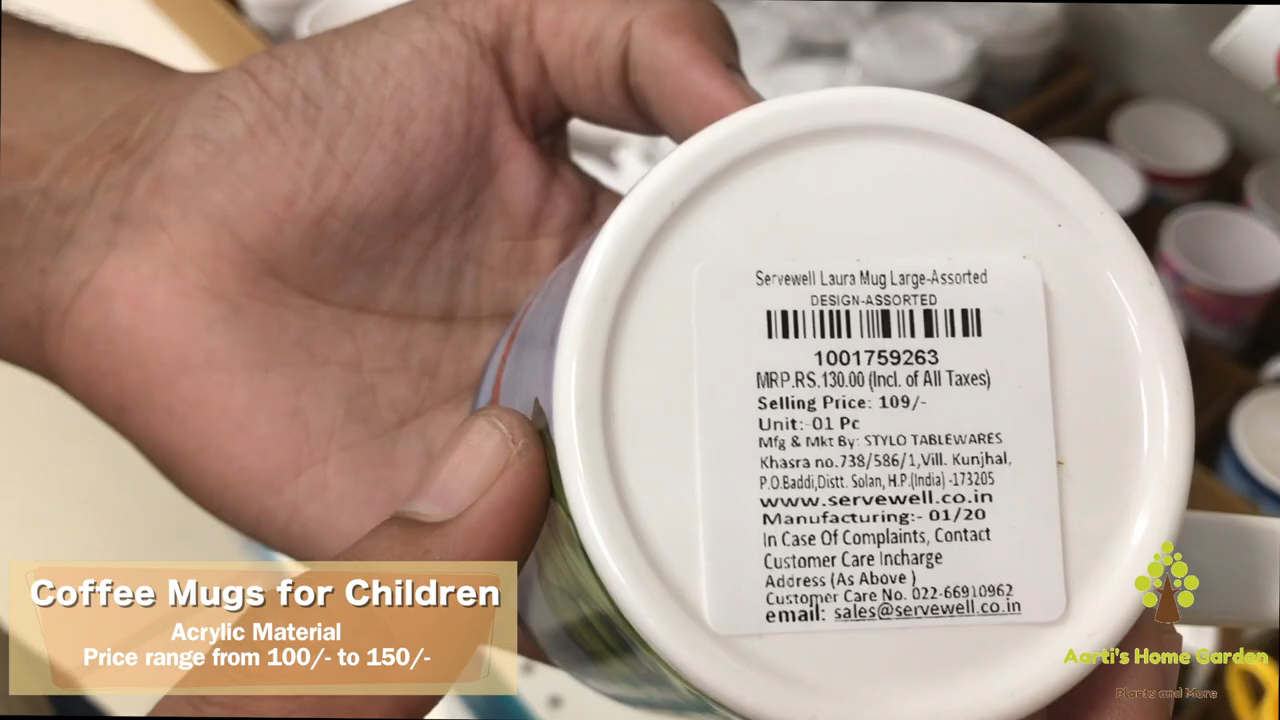 Servewell Laura Mug Large-Assorted
DESIGN-ASSORTED
1001759263
MRP.RS.130.00 (Incl. of All Taxes)
Selling Price: 109/-
Unit:- 01 Pc
Mfg & Mkt By: STYLO TABLEWARES
Khasra no.738/586/1,Vill. Kunjhal,
P.O.Baddi,Distt. Solan, H.P.(India) -173205
www.servewell.co.in
Manufacturing:- 01/20
In Case Of Complaints, Contact
Customer Care Incharge
Address (As Above )
Customer Care No. 022-66910962
email: sales@servewell.co.in
Coffee Mugs for Children
Acrylic Material
Price range from 100/- to 150/-
Aarti's Home Garden
Plants and More